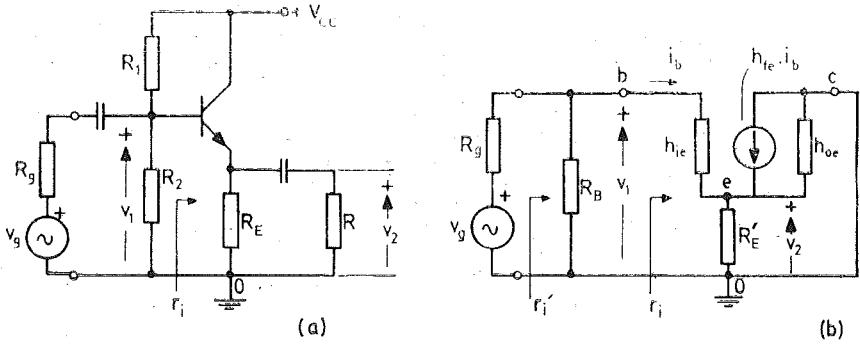 V_CC
R_1
R_g
v_1
R_2
R_E
R
v_2
v_g
0
r_i
(a)
i_b
h_fe.i_b
b
c
R_g
R_B
v_1
h_ie
h_oe
e
R'_E
v_2
v_g
0
r_i'
r_i
(b)
+
+
+
+
+
+